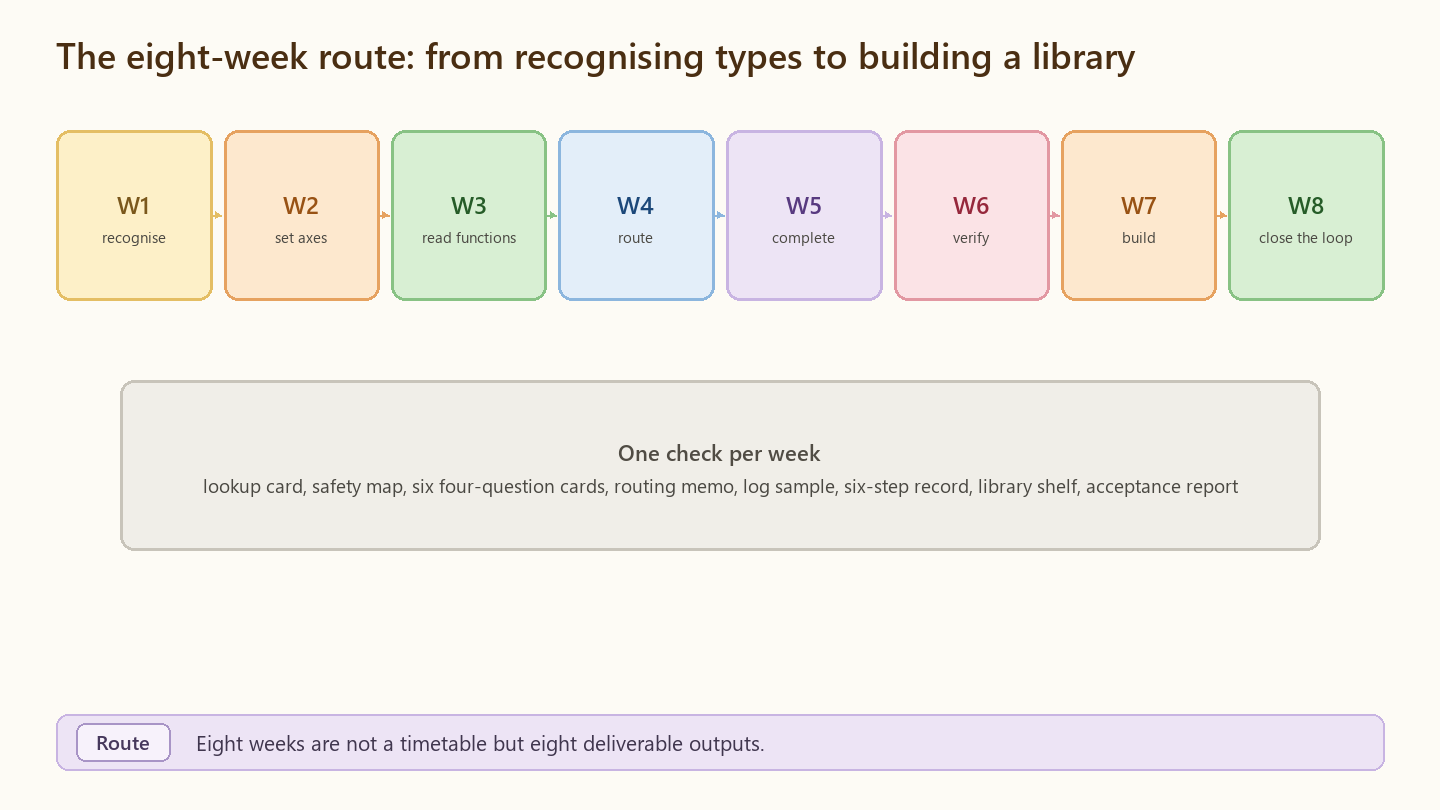 The eight-week route: from recognising types to building a library
W1
recognise
W2
set axes
W3
read functions
W4
route
W5
complete
W6
verify
W7
build
W8
close the loop
One check per week
lookup card, safety map, six four-question cards, routing memo, log sample, six-step record, library shelf, acceptance report
Route
Eight weeks are not a timetable but eight deliverable outputs.